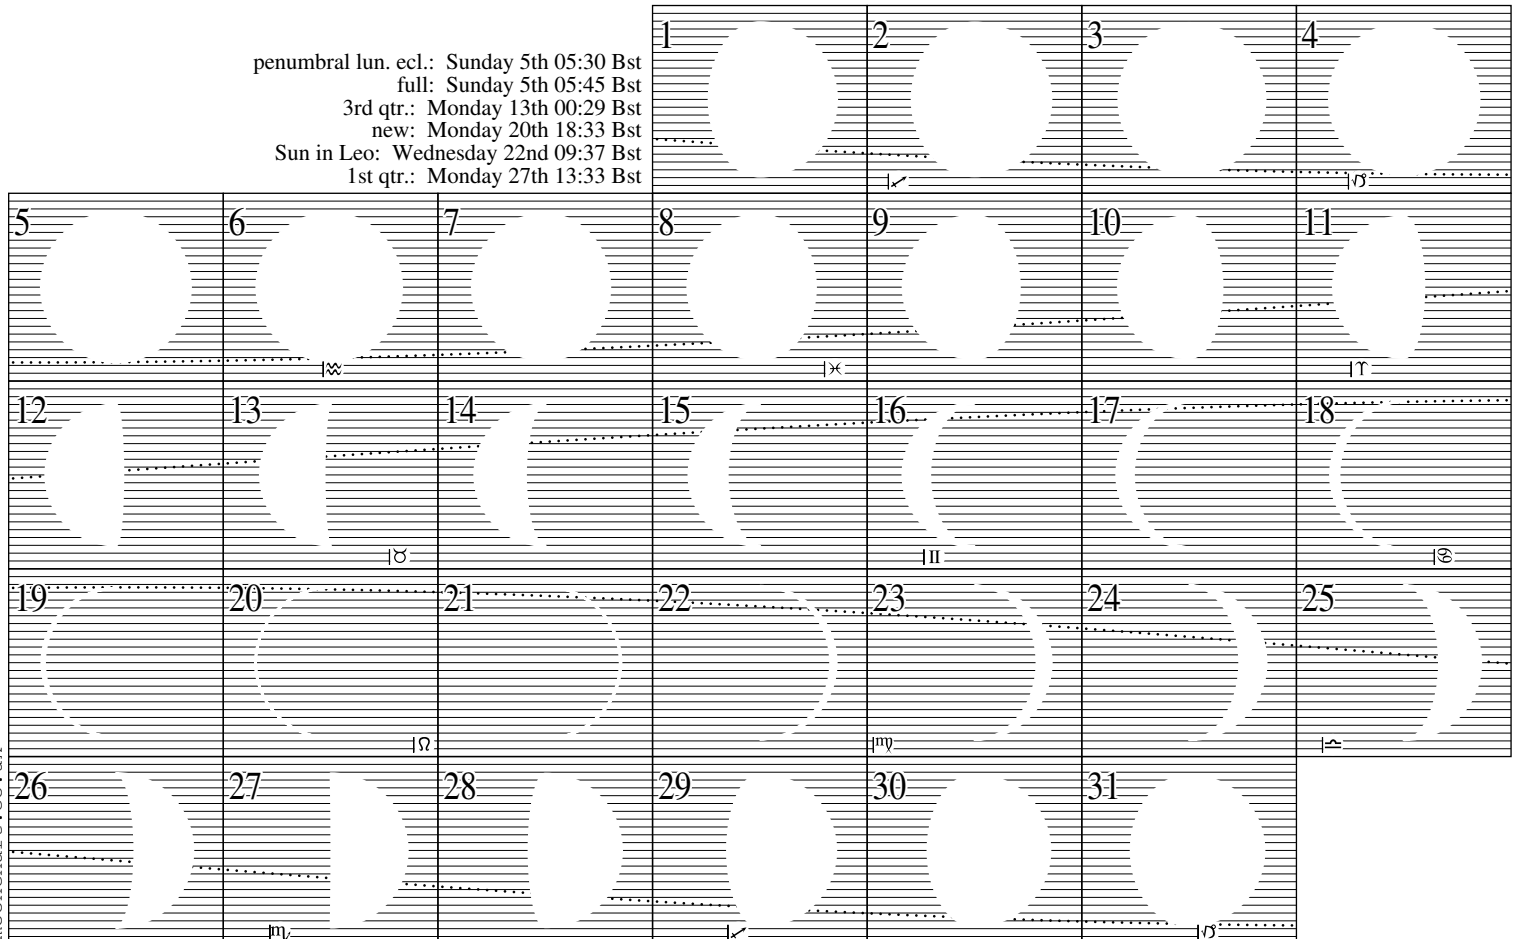 penumbral lun. ecl.: Sunday 5th 05:30 Bst
full: Sunday 5th 05:45 Bst
3rd qtr.: Monday 13th 00:29 Bst
new: Monday 20th 18:33 Bst
Sun in Leo: Wednesday 22nd 09:37 Bst
1st qtr.: Monday 27th 13:33 Bst
1 2 3 4
♐ ♑
5 6 7 8 9 10 11
♒ ♓ ♈
12 13 14 15 16 17 18
♉ ♊ ♋
19 20 21 22 23 24 25
♌ ♍ ♎
26 27 28 29 30 31
♏ ♐ ♑